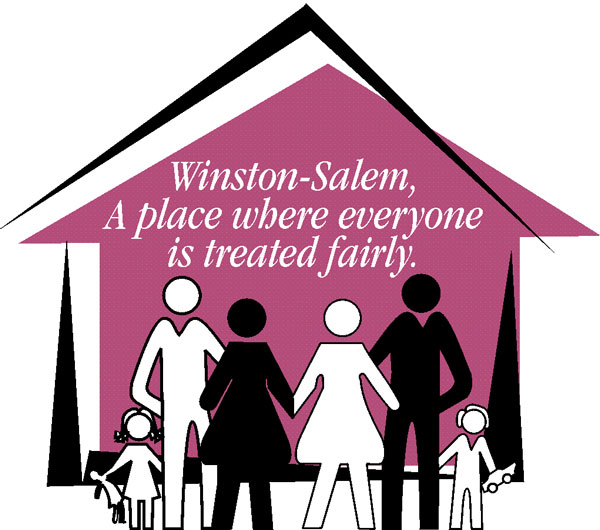 Winston-Salem,
A place where everyone
is treated fairly.